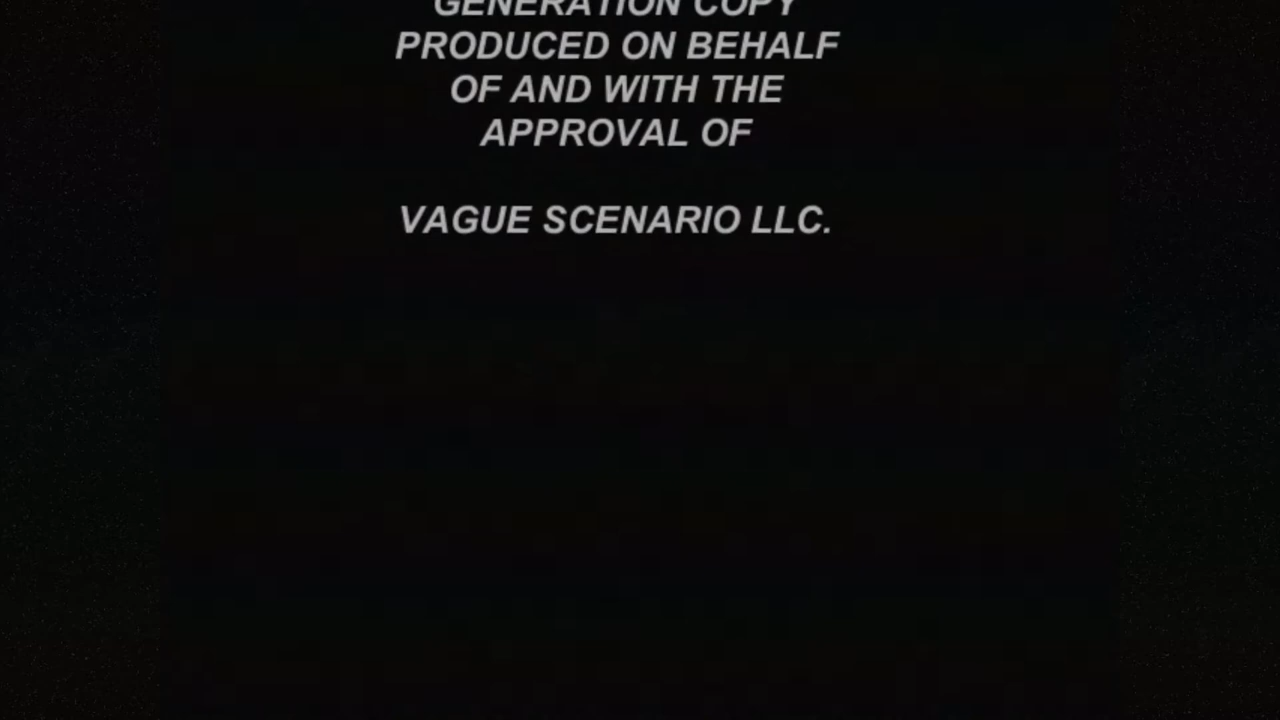 GENERATION COPY
PRODUCED ON BEHALF
OF AND WITH THE
APPROVAL OF
VAGUE SCENARIO LLC.